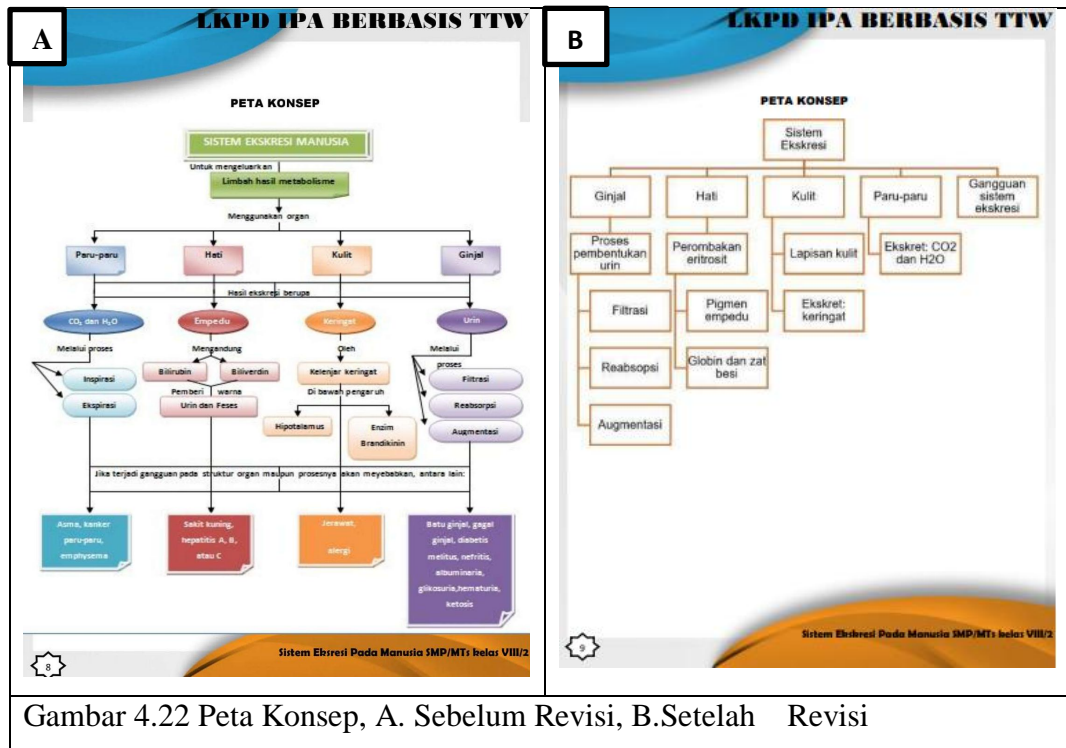 A
LKPD IPA BERBASIS TTW
PETA KONSEP
SISTEM EKSKRESI MANUSIA
Untuk mengeluarkan
Limbah hasil metabolisme
Menggunakan organ
Paru-paru
Hati
Kulit
Ginjal
Hasil ekskresi berupa
CO₂ dan H₂O
Empedu
Keringat
Urin
Melalui proses
Mengandung
Oleh
Melalui
proses
Inspirasi
Ekspirasi
Bilirubin
Biliverdin
Pemberi warna
Urin dan Feses
Kelenjar keringat
Di bawah pengaruh
Hipotalamus
Enzim
Brandikinin
Filtrasi
Reabsorpsi
Augmentasi
Jika terjadi gangguan pada struktur organ maupun prosesnya akan meyebabkan, antara lain:
Asma, kanker
paru-paru,
emphysema
Sakit kuning,
hepatitis A, B,
atau C
Jerawat,
alergi
Batu ginjal, gagal
ginjal, diabetis
melitus, nefritis,
albuminaria,
glikosuria,hematuria,
ketosis
8
Sistem Eksresi Pada Manusia SMP/MTs kelas VIII/2
B
LKPD IPA BERBASIS TTW
PETA KONSEP
Sistem
Ekskresi
Ginjal
Hati
Kulit
Paru-paru
Gangguan
sistem
ekskresi
Proses
pembentukan
urin
Perombakan
eritrosit
Lapisan kulit
Ekskret: CO2
dan H2O
Filtrasi
Pigmen
empedu
Ekskret:
keringat
Reabsopsi
Globin dan zat
besi
Augmentasi
9
Sistem Ekskresi Pada Manusia SMP/MTs kelas VIII/2
Gambar 4.22 Peta Konsep, A. Sebelum Revisi, B.Setelah Revisi